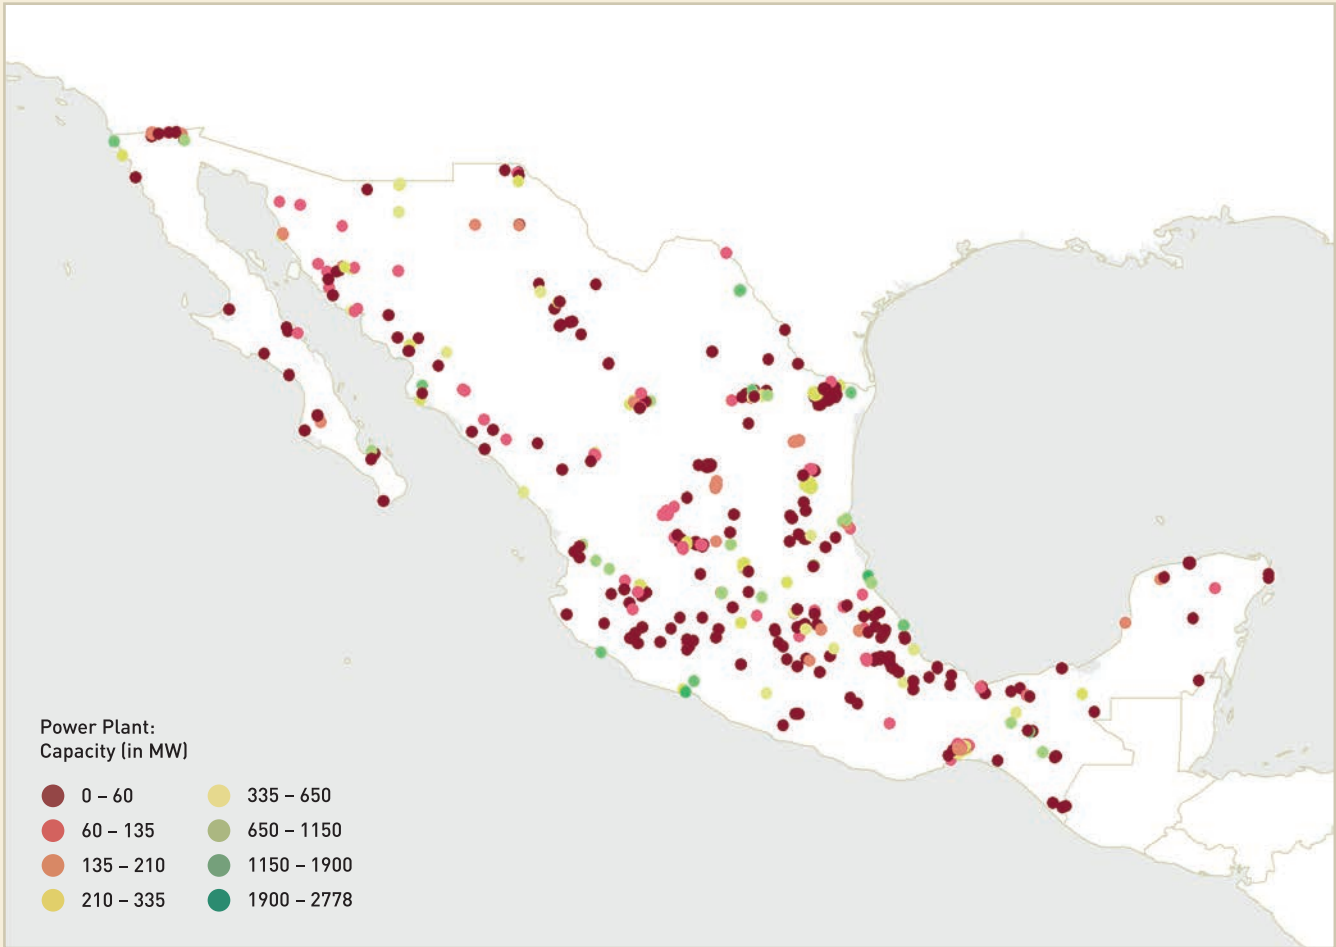 Power Plant:
Capacity (in MW)
0 – 60
60 – 135
135 – 210
210 – 335
335 – 650
650 – 1150
1150 – 1900
1900 – 2778